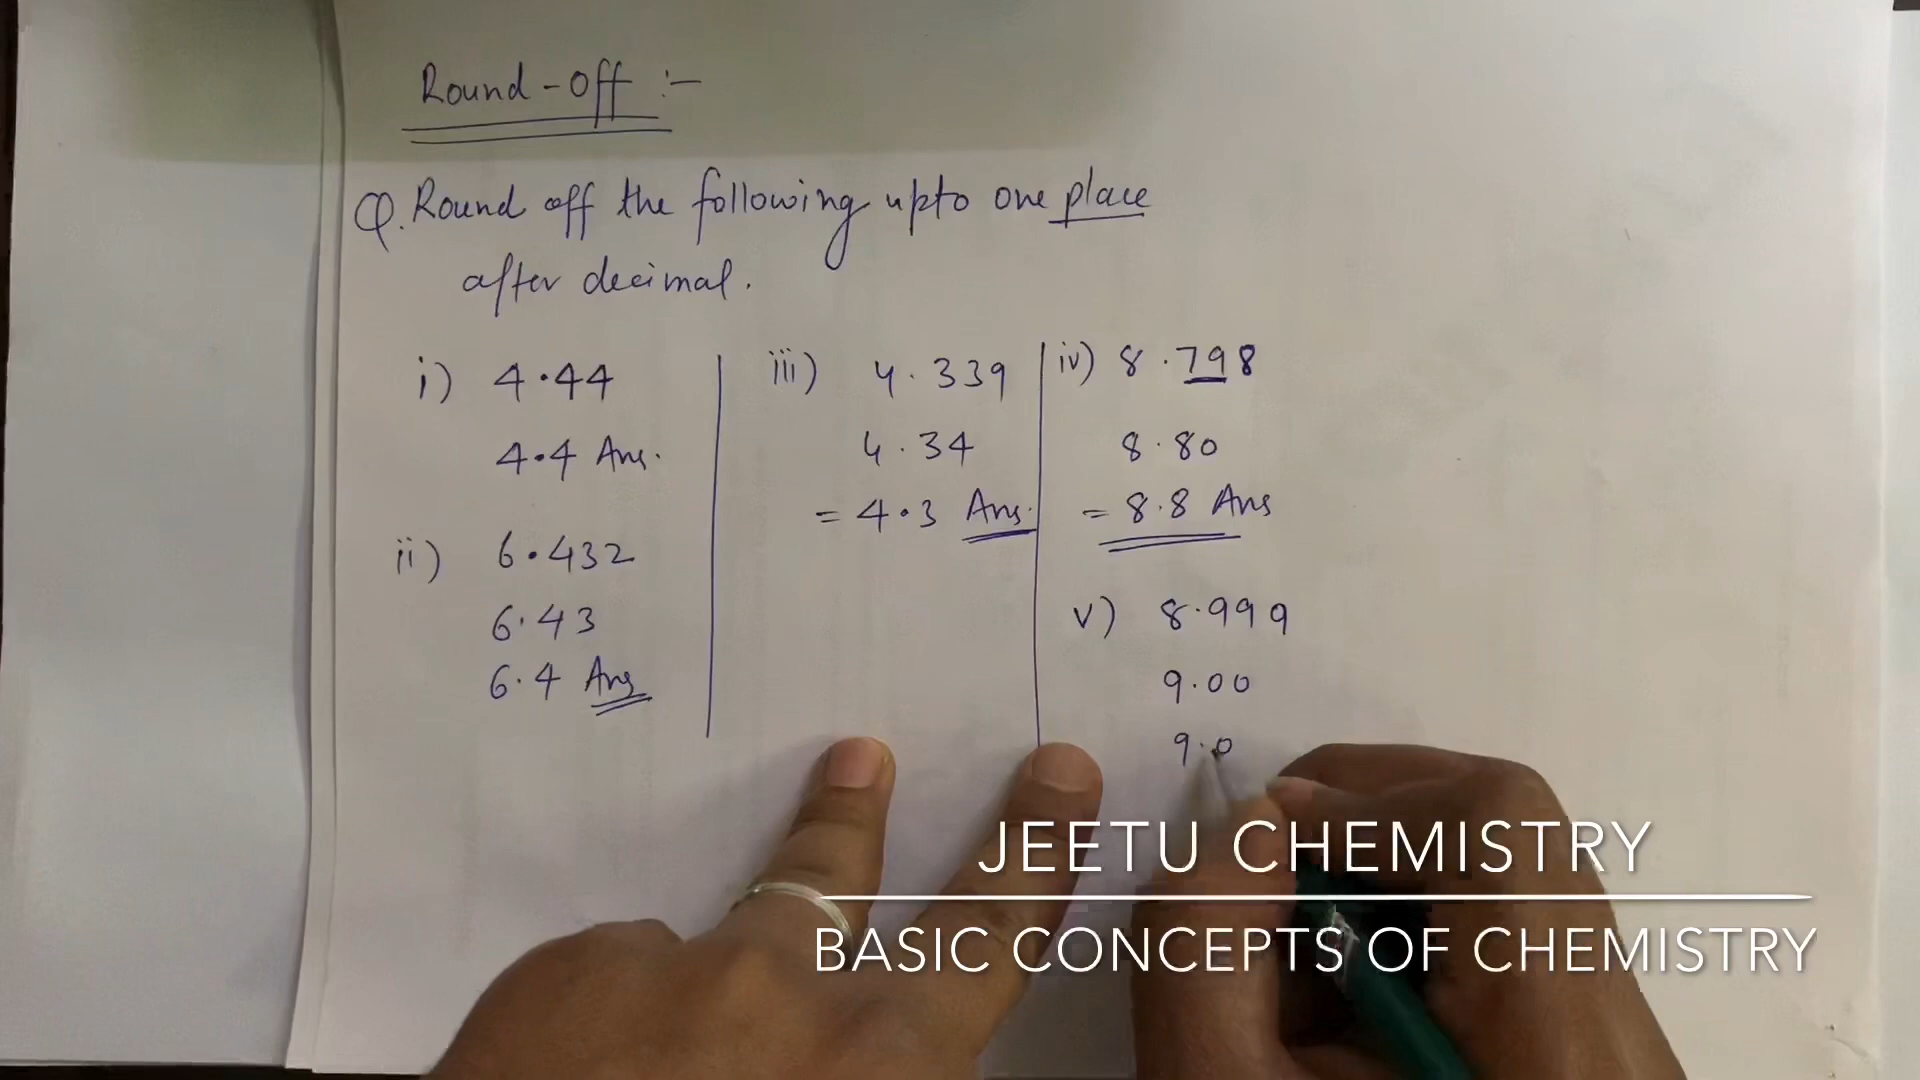 Round-Off :-
Q. Round off the following upto one place
after decimal.
i) 4.44
4.4 Ans.
ii) 6.432
6.43
6.4 Ans
iii) 4.339
4.34
= 4.3 Ans.
iv) 8.798
8.80
= 8.8 Ans
v) 8.999
9.00
9.0
JEETU CHEMISTRY
BASIC CONCEPTS OF CHEMISTRY